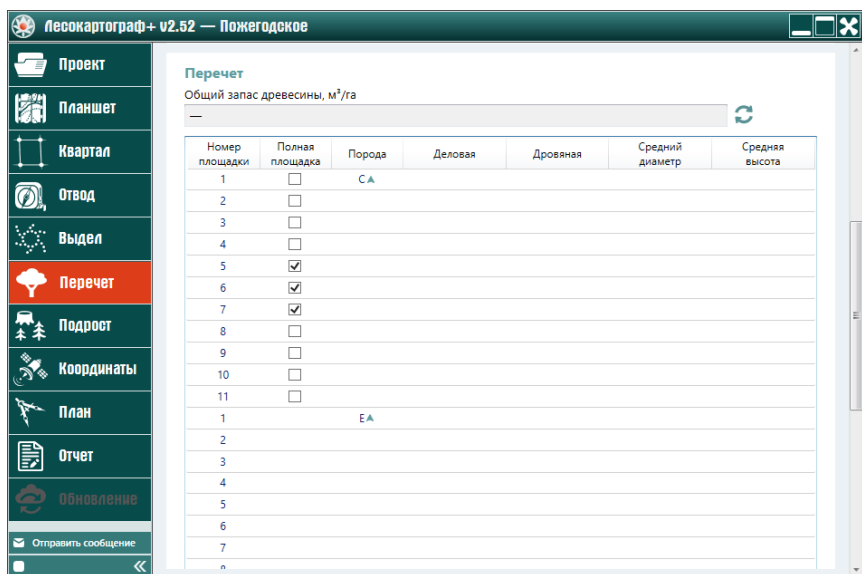 Лесокартограф+ v2.52 — Пожегодское
Проект
Планшет
Квартал
Отвод
Выдел
Перечет
Подрост
Координаты
План
Отчет
Обновление
Отправить сообщение
Перечет
Общий запас древесины, м³/га
—
Номер площадки Полная площадка Порода Деловая Дровяная Средний диаметр Средняя высота
1 С
2
3
4
5
6
7
8
9
10
11
1 Е
2
3
4
5
6
7